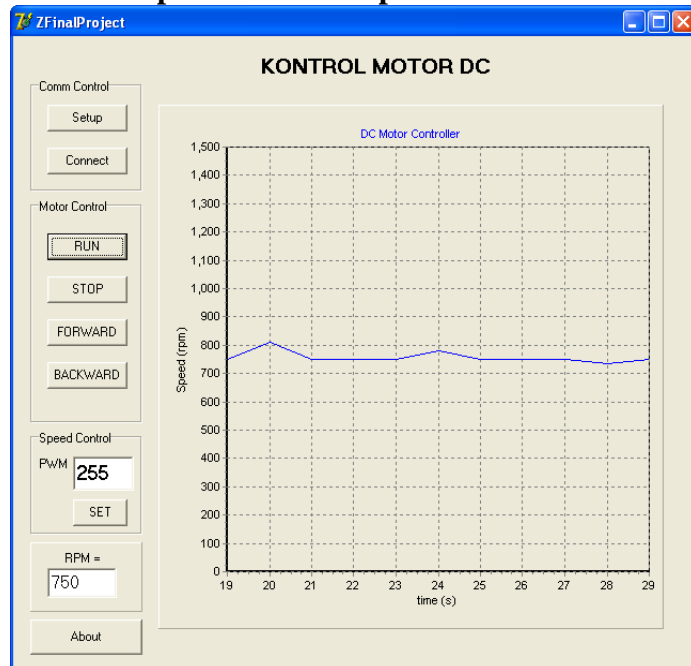 ZFinalProject
KONTROL MOTOR DC
Comm Control
Setup
Connect
Motor Control
RUN
STOP
FORWARD
BACKWARD
Speed Control
PWM 255
SET
RPM =
750
About
DC Motor Controller
1,500
1,400
1,300
1,200
1,100
1,000
900
800
700
600
500
400
300
200
100
0
Speed (rpm)
19 20 21 22 23 24 25 26 27 28 29
time (s)